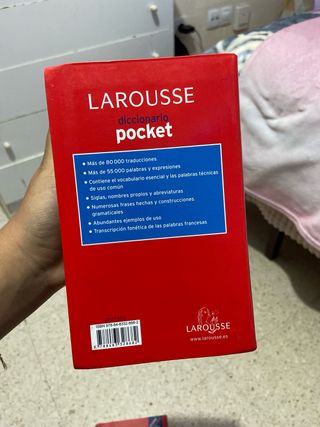 LAROUSSE
diccionario
pocket
• Más de 80 000 traducciones
• Más de 55 000 palabras y expresiones
• Contiene el vocabulario esencial y las palabras técnicas
de uso común
• Siglas, nombres propios y abreviaturas
• Numerosas frases hechas y construcciones
gramaticales
• Abundantes ejemplos de uso
• Transcripción fonética de las palabras francesas
LAROUSSE
www.larousse.es